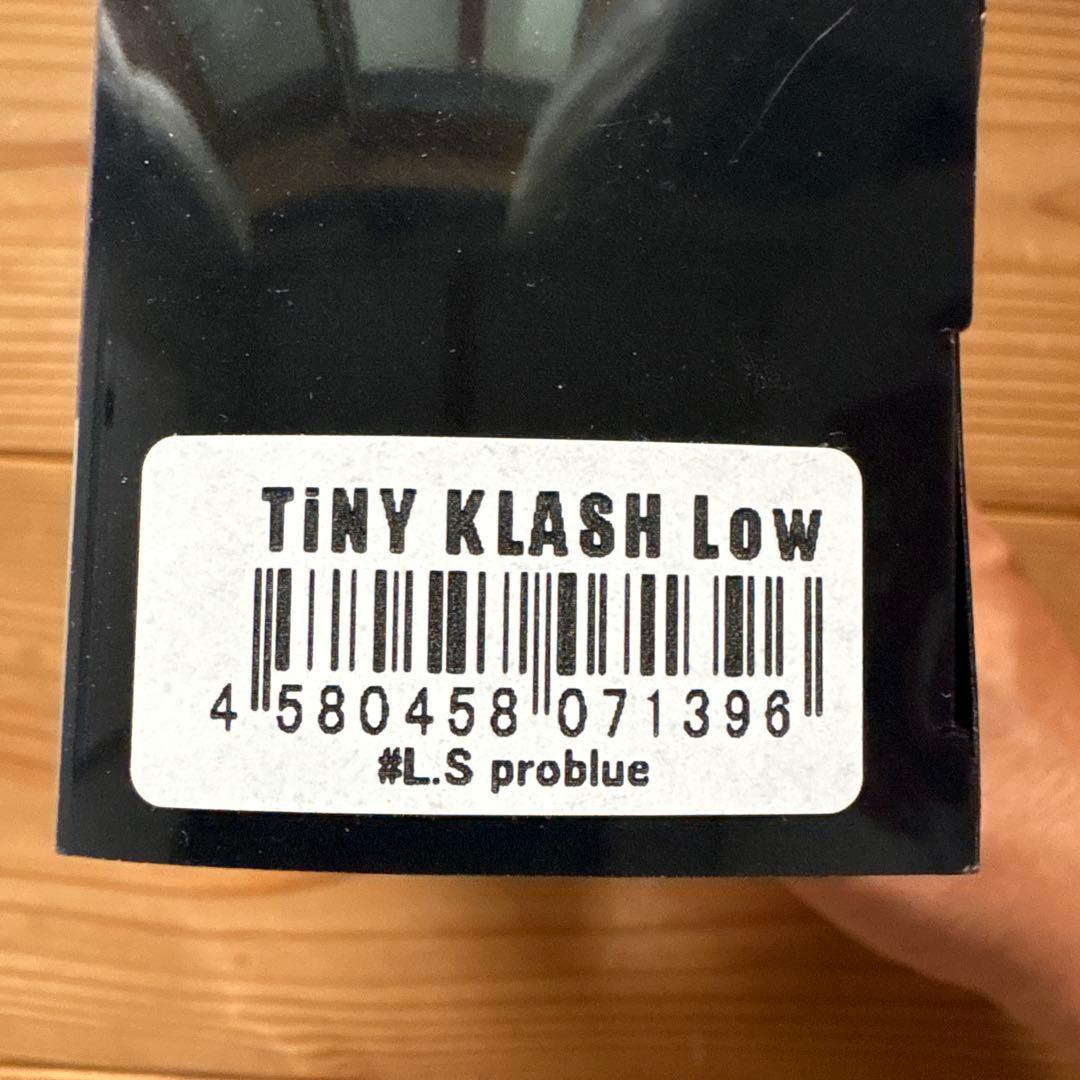 TiNY KLASH Low
4 580458 071396
#L.S problue